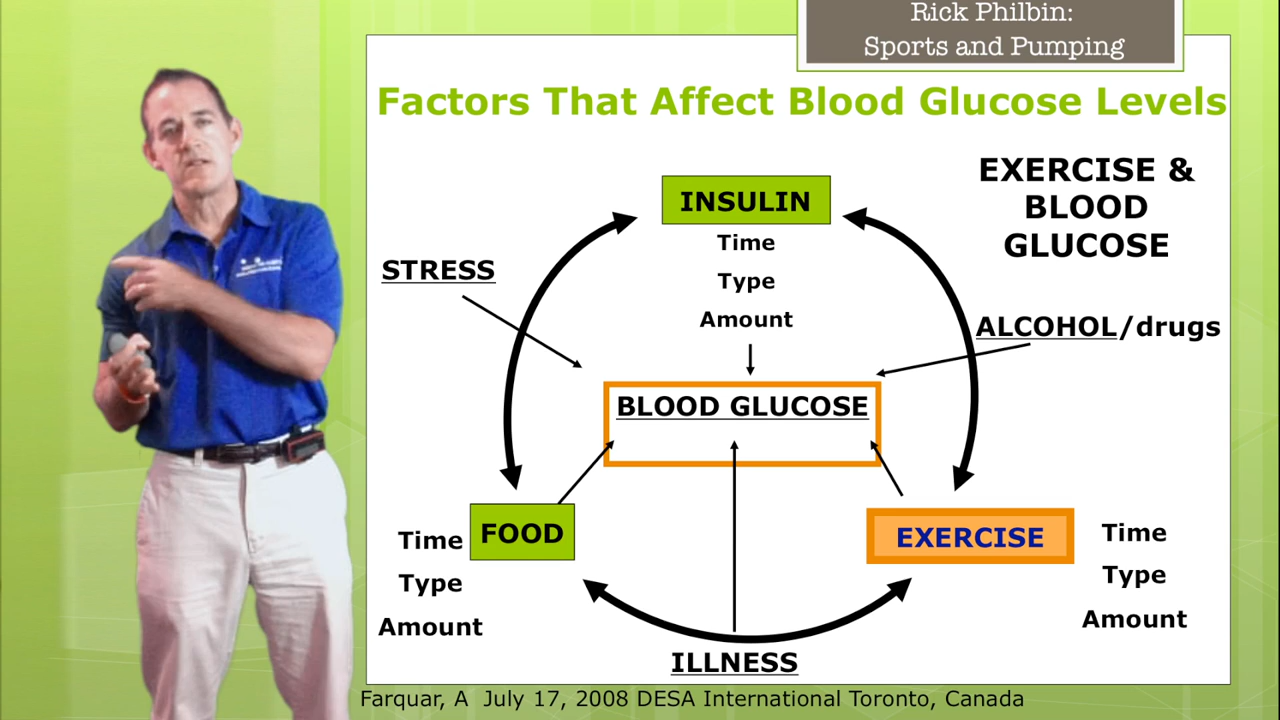 Rick Philbin:
Sports and Pumping
Factors That Affect Blood Glucose Levels
EXERCISE &
BLOOD
GLUCOSE
INSULIN
Time
Type
Amount
STRESS
ALCOHOL/drugs
BLOOD GLUCOSE
FOOD
Time
Type
Amount
EXERCISE
Time
Type
Amount
ILLNESS
Farquar, A July 17, 2008 DESA International Toronto, Canada